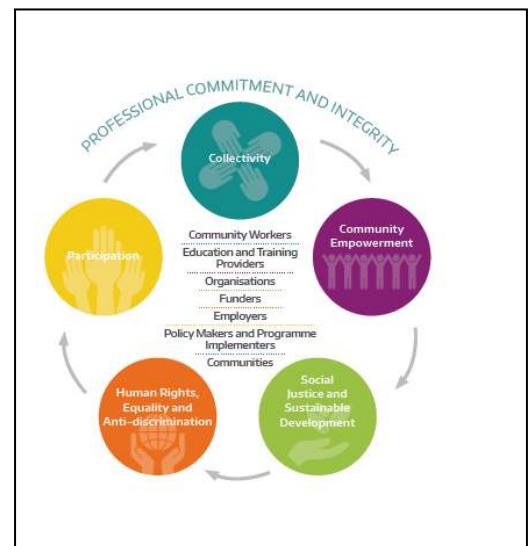 PROFESSIONAL COMMITMENT AND INTEGRITY
Collectivity
Community
Empowerment
Social
Justice and
Sustainable
Development
Human Rights,
Equality and
Anti-discrimination
Participation
Community Workers
Education and Training
Providers
Organisations
Funders
Employers
Policy Makers and Programme
Implementers
Communities